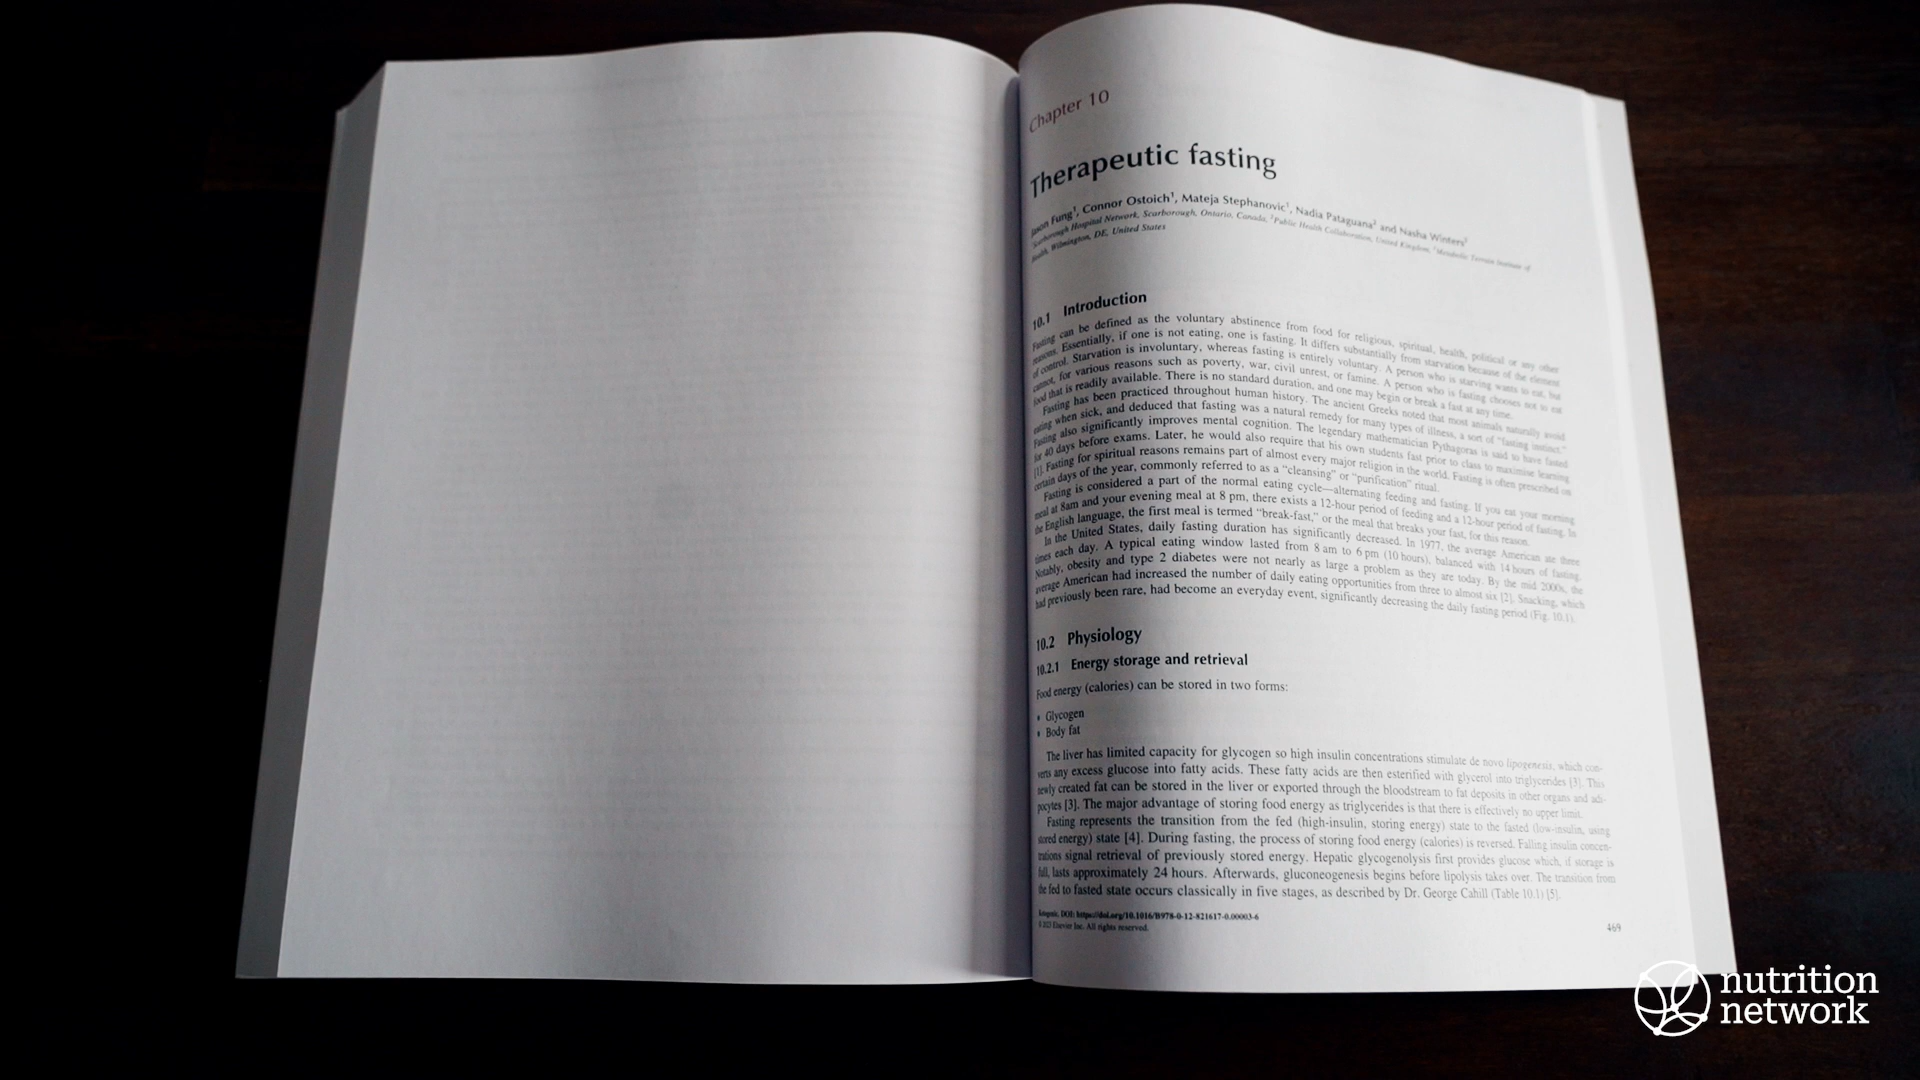 Chapter 10
Therapeutic fasting
Jason Fung¹, Connor Ostoich¹, Mateja Stephanovic¹, Nadia Pataguana² and Nasha Winters³
¹Scarborough Hospital Network, Scarborough, Ontario, Canada, ²Public Health Collaboration, United Kingdom, ³Metabolic Terrain Institute of
Health, Wilmington, DE, United States
10.1 Introduction
Fasting can be defined as the voluntary abstinence from food for religious, spiritual, health, political or any other
reasons. Essentially, if one is not eating, one is fasting. It differs substantially from starvation because of the element
of control. Starvation is involuntary, whereas fasting is entirely voluntary. A person who is starving wants to eat, but
cannot, for various reasons such as poverty, war, civil unrest, or famine. A person who is fasting chooses not to eat
food that is readily available. There is no standard duration, and one may begin or break a fast at any time.
Fasting has been practiced throughout human history. The ancient Greeks noted that most animals naturally avoid
eating when sick, and deduced that fasting was a natural remedy for many types of illness, a sort of "fasting instinct."
Fasting also significantly improves mental cognition. The legendary mathematician Pythagoras is said to have fasted
for 40 days before exams. Later, he would also require that his own students fast prior to class to maximise learning
[1]. Fasting for spiritual reasons remains part of almost every major religion in the world. Fasting is often prescribed on
certain days of the year, commonly referred to as a "cleansing" or "purification" ritual.
Fasting is considered a part of the normal eating cycle—alternating feeding and fasting. If you eat your morning
meal at 8am and your evening meal at 8 pm, there exists a 12-hour period of feeding and a 12-hour period of fasting. In
the English language, the first meal is termed "break-fast," or the meal that breaks your fast, for this reason.
In the United States, daily fasting duration has significantly decreased. In 1977, the average American ate three
times each day. A typical eating window lasted from 8 am to 6 pm (10 hours), balanced with 14 hours of fasting.
Notably, obesity and type 2 diabetes were not nearly as large a problem as they are today. By the mid 2000s, the
average American had increased the number of daily eating opportunities from three to almost six [2]. Snacking, which
had previously been rare, had become an everyday event, significantly decreasing the daily fasting period (Fig. 10.1).
10.2 Physiology
10.2.1 Energy storage and retrieval
Food energy (calories) can be stored in two forms:
• Glycogen
• Body fat
The liver has limited capacity for glycogen so high insulin concentrations stimulate de novo lipogenesis, which con-
verts any excess glucose into fatty acids. These fatty acids are then esterified with glycerol into triglycerides [3]. This
newly created fat can be stored in the liver or exported through the bloodstream to fat deposits in other organs and adi-
pocytes [3]. The major advantage of storing food energy as triglycerides is that there is effectively no upper limit.
Fasting represents the transition from the fed (high-insulin, storing energy) state to the fasted (low-insulin, using
stored energy) state [4]. During fasting, the process of storing food energy (calories) is reversed. Falling insulin concen-
trations signal retrieval of previously stored energy. Hepatic glycogenolysis first provides glucose which, if storage is
full, lasts approximately 24 hours. Afterwards, gluconeogenesis begins before lipolysis takes over. The transition from
the fed to fasted state occurs classically in five stages, as described by Dr. George Cahill (Table 10.1) [5].
Ketogenic. DOI: https://doi.org/10.1016/B978-0-12-821617-0.00003-6
© 2023 Elsevier Inc. All rights reserved.
469
nutrition
network